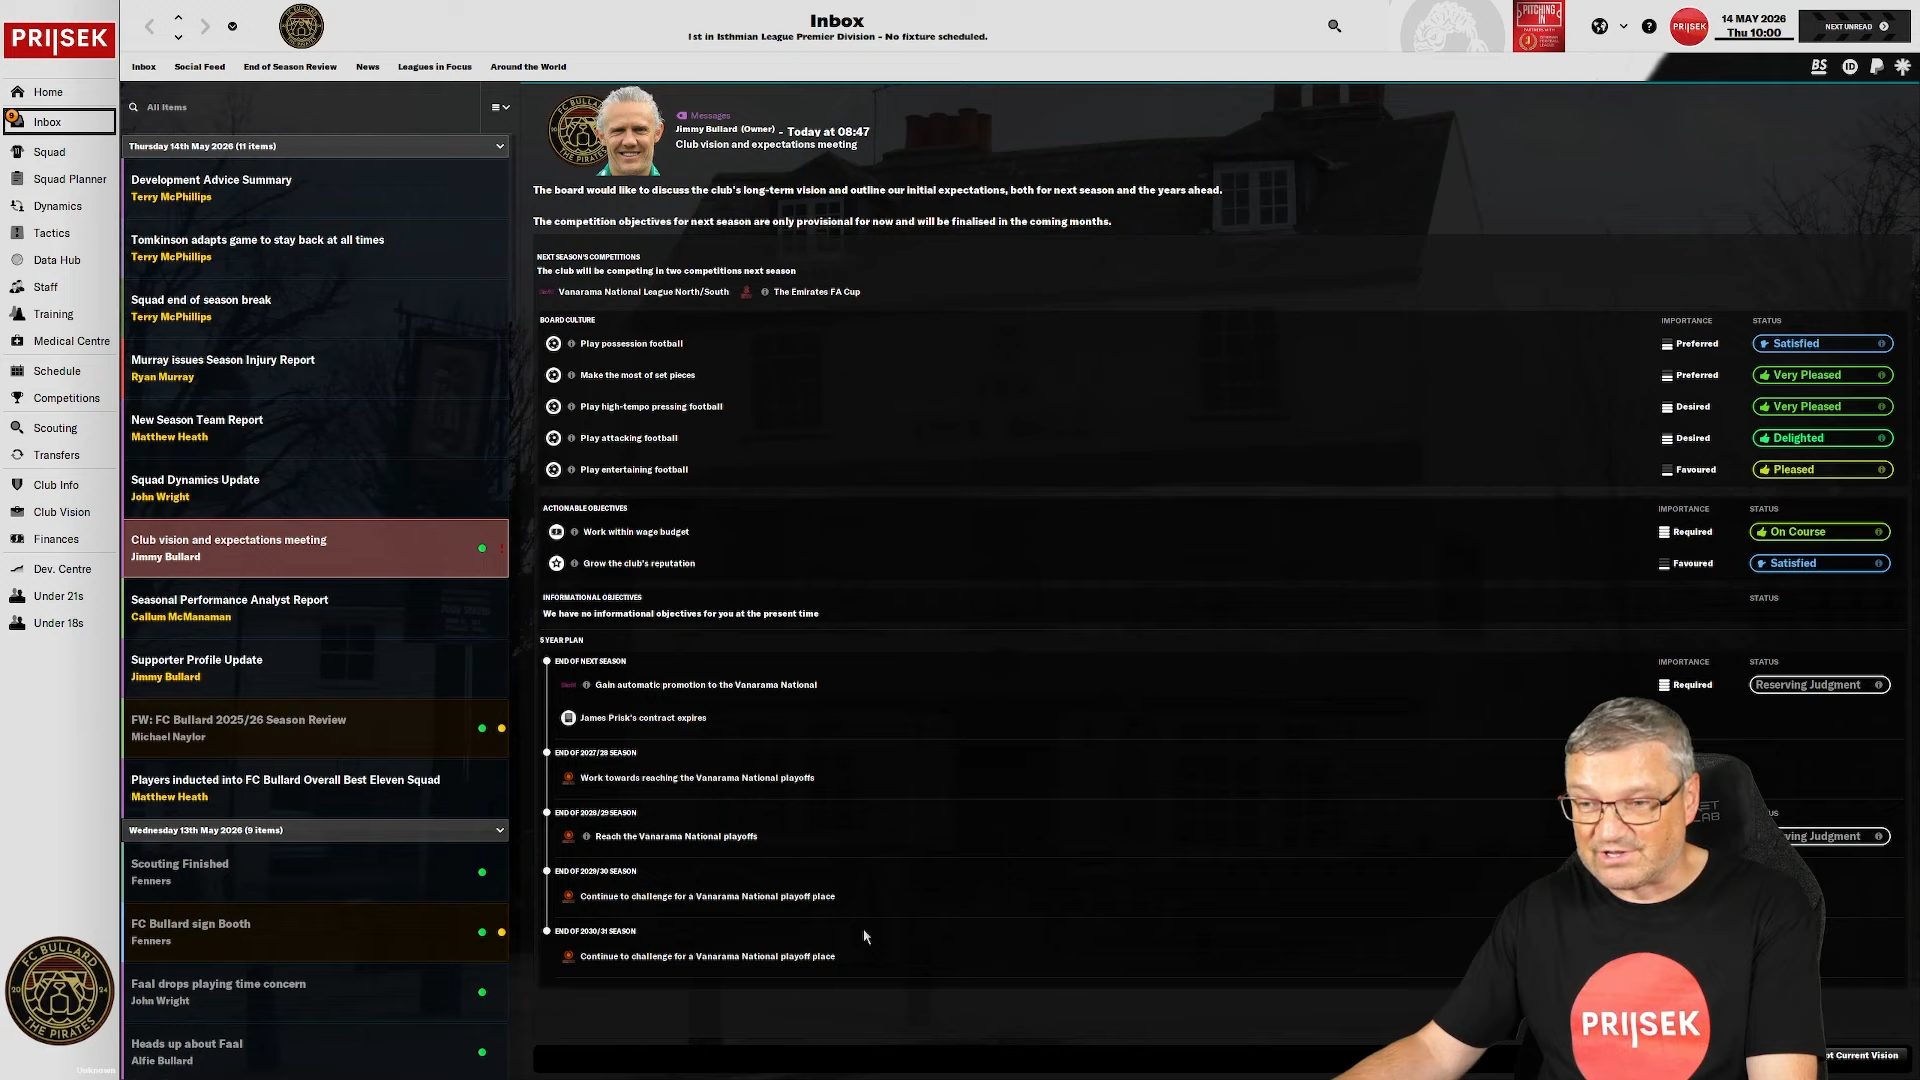 PRIJSEK
Inbox
1st in Isthmian League Premier Division - No fixture scheduled.
PITCHING IN
PRIJSEK
14 MAY 2026
Thu 10:00
NEXT UNREAD
Inbox
Social Feed
End of Season Review
News
Leagues in Focus
Around the World
BS
ID
Home
9
Inbox
Squad
Squad Planner
Dynamics
Tactics
Data Hub
Staff
Training
Medical Centre
Schedule
Competitions
Scouting
Transfers
Club Info
Club Vision
Finances
Dev. Centre
Under 21s
Under 18s
FC BULLARD
20 24
THE PIRATES
Unknown
All Items
Thursday 14th May 2026 (11 items)
Development Advice Summary
Terry McPhillips
Tomkinson adapts game to stay back at all times
Terry McPhillips
Squad end of season break
Terry McPhillips
Murray issues Season Injury Report
Ryan Murray
New Season Team Report
Matthew Heath
Squad Dynamics Update
John Wright
Club vision and expectations meeting
Jimmy Bullard
Seasonal Performance Analyst Report
Callum McManaman
Supporter Profile Update
Jimmy Bullard
FW: FC Bullard 2025/26 Season Review
Michael Naylor
Players inducted into FC Bullard Overall Best Eleven Squad
Matthew Heath
Wednesday 13th May 2026 (9 items)
Scouting Finished
Fenners
FC Bullard sign Booth
Fenners
Faal drops playing time concern
John Wright
Heads up about Faal
Alfie Bullard
Messages
Jimmy Bullard (Owner) - Today at 08:47
Club vision and expectations meeting
The board would like to discuss the club's long-term vision and outline our initial expectations, both for next season and the years ahead.
The competition objectives for next season are only provisional for now and will be finalised in the coming months.
NEXT SEASON'S COMPETITIONS
The club will be competing in two competitions next season
Vanarama National League North/South The Emirates FA Cup
BOARD CULTURE IMPORTANCE STATUS
Play possession football Preferred Satisfied
Make the most of set pieces Preferred Very Pleased
Play high-tempo pressing football Desired Very Pleased
Play attacking football Desired Delighted
Play entertaining football Favoured Pleased
ACTIONABLE OBJECTIVES IMPORTANCE STATUS
Work within wage budget Required On Course
Grow the club's reputation Favoured Satisfied
INFORMATIONAL OBJECTIVES STATUS
We have no informational objectives for you at the present time
5 YEAR PLAN
END OF NEXT SEASON IMPORTANCE STATUS
Gain automatic promotion to the Vanarama National Required Reserving Judgment
James Prisk's contract expires
END OF 2027/28 SEASON
Work towards reaching the Vanarama National playoffs
END OF 2028/29 SEASON
Reach the Vanarama National playoffs Judgment
END OF 2029/30 SEASON
Continue to challenge for a Vanarama National playoff place
END OF 2030/31 SEASON
Continue to challenge for a Vanarama National playoff place
PRIJSEK
Current Vision